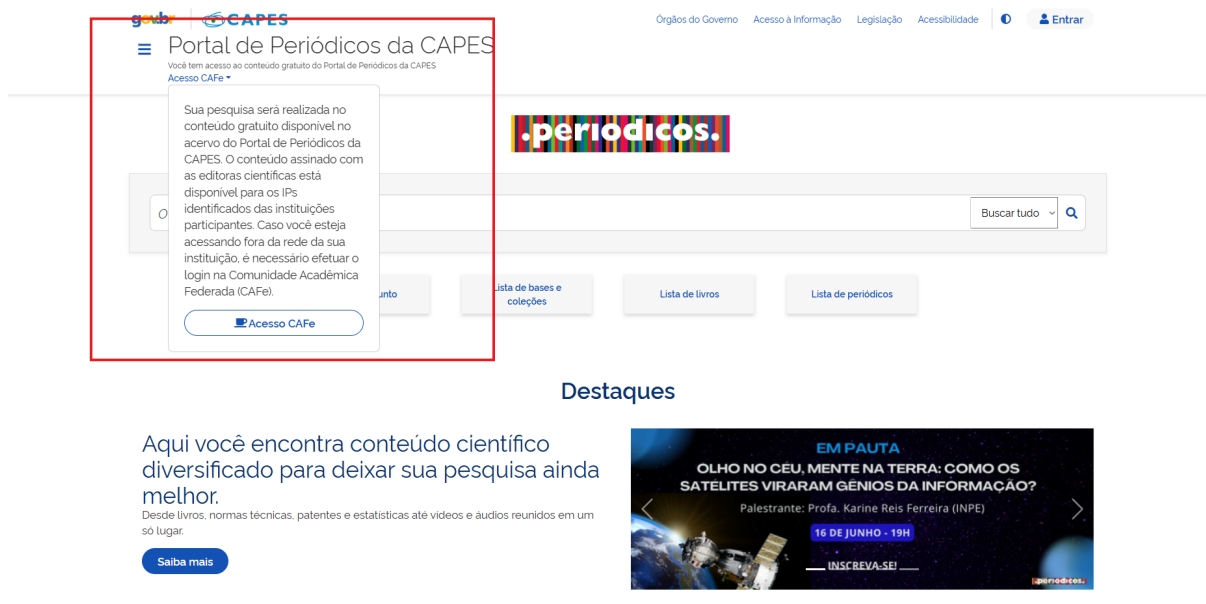 gov.br
CAPES
Órgãos do Governo Acesso à Informação Legislação Acessibilidade Entrar
Portal de Periódicos da CAPES
Você tem acesso ao conteúdo gratuito do Portal de Periódicos da CAPES
Acesso CAFe
Sua pesquisa será realizada no
conteúdo gratuito disponível no
acervo do Portal de Periódicos da
CAPES. O conteúdo assinado com
as editoras científicas está
disponível para os IPs
identificados das instituições
participantes. Caso você esteja
acessando fora da rede da sua
instituição, é necessário efetuar o
login na Comunidade Acadêmica
Federada (CAFe).
Acesso CAFe
.periodicos.
O
Buscar tudo
unto
Lista de bases e
coleções
Lista de livros
Lista de periódicos
Destaques
Aqui você encontra conteúdo científico
diversificado para deixar sua pesquisa ainda
melhor.
Desde livros, normas técnicas, patentes e estatísticas até vídeos e áudios reunidos em um
só lugar.
Saiba mais
EM PAUTA
OLHO NO CÉU, MENTE NA TERRA: COMO OS
SATÉLITES VIRARAM GÊNIOS DA INFORMAÇÃO?
Palestrante: Profa. Karine Reis Ferreira (INPE)
16 DE JUNHO - 19H
INSCREVA-SE!
.periodicos.